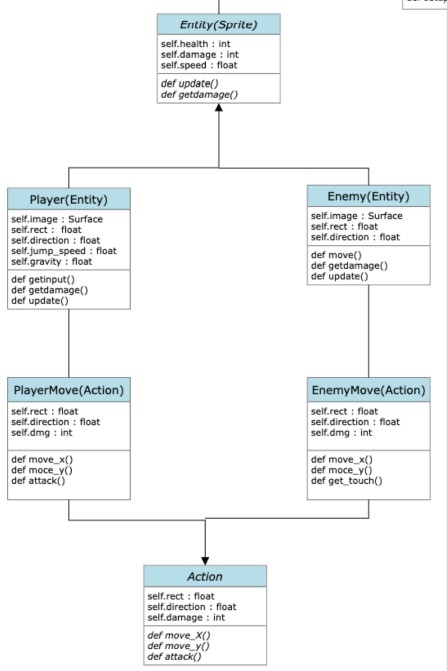 Entity(Sprite)
self.health : int
self.damage : int
self.speed : float
def update()
def getdamage()
Player(Entity)
self.image : Surface
self.rect :  float
self.direction : float
self.jump_speed : float
self.gravity : float
def getinput()
def getdamage()
def update()
Enemy(Entity)
self.image : Surface
self.rect : float
self.direction : float
def move()
def getdamage()
def update()
PlayerMove(Action)
self.rect : float
self.direction : float
self.dmg : int
def move_x()
def moce_y()
def attack()
EnemyMove(Action)
self.rect : float
self.direction : float
self.dmg : int
def move_x()
def moce_y()
def get_touch()
Action
self.rect : float
self.direction : float
self.damage : int
def move_X()
def move_y()
def attack()